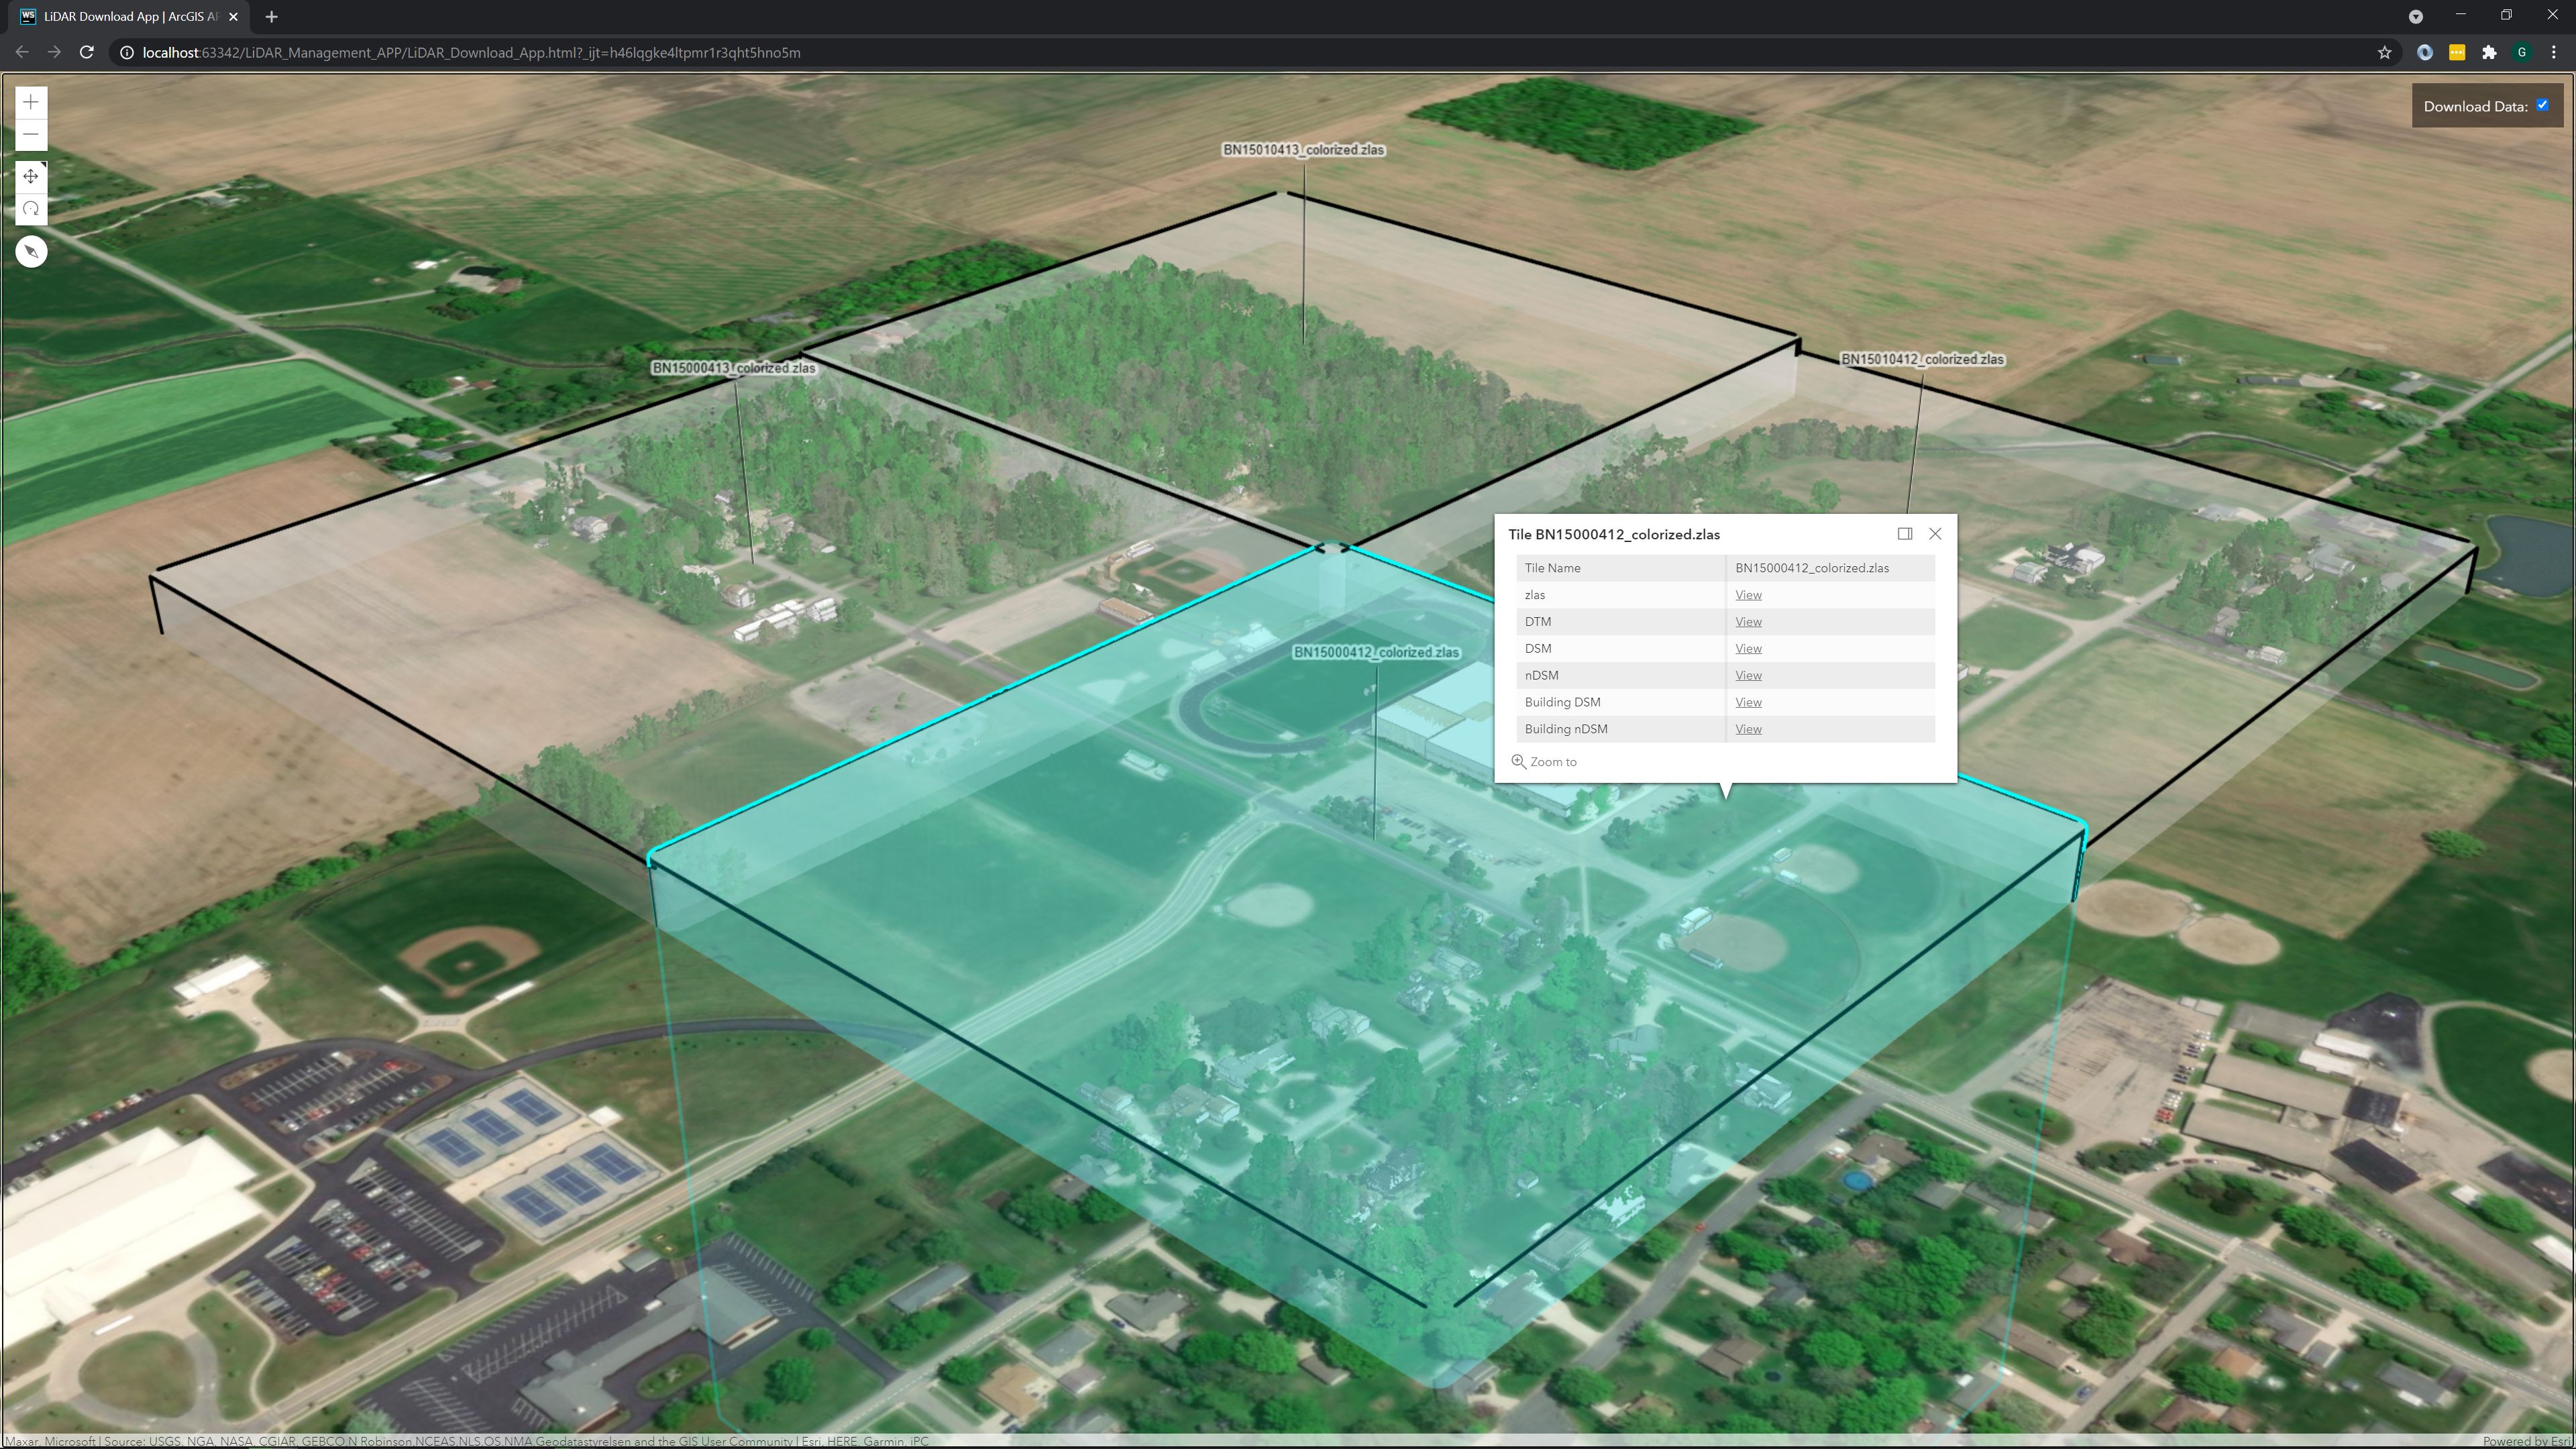 LiDAR Download App | ArcGIS AP
localhost:63342/LiDAR_Management_APP/LiDAR_Download_App.html?_ijt=h46lqgke4ltpmr1r3qht5hno5m
G
Download Data:
BN15010413_colorized.zlas
BN15010412_colorized.zlas
BN15000413_colorized.zlas
Tile BN15000412_colorized.zlas
Tile Name BN15000412_colorized.zlas
zlas View
DTM View
DSM View
nDSM View
Building DSM View
Building nDSM View
Zoom to
BN15000412_colorized.zlas
Maxar, Microsoft | Source: USGS, NGA, NASA, CGIAR, GEBCO,N Robinson,NCEAS,NLS,OS,NMA,Geodatastyrelsen and the GIS User Community | Esri, HERE, Garmin, iPC
Powered by Esri